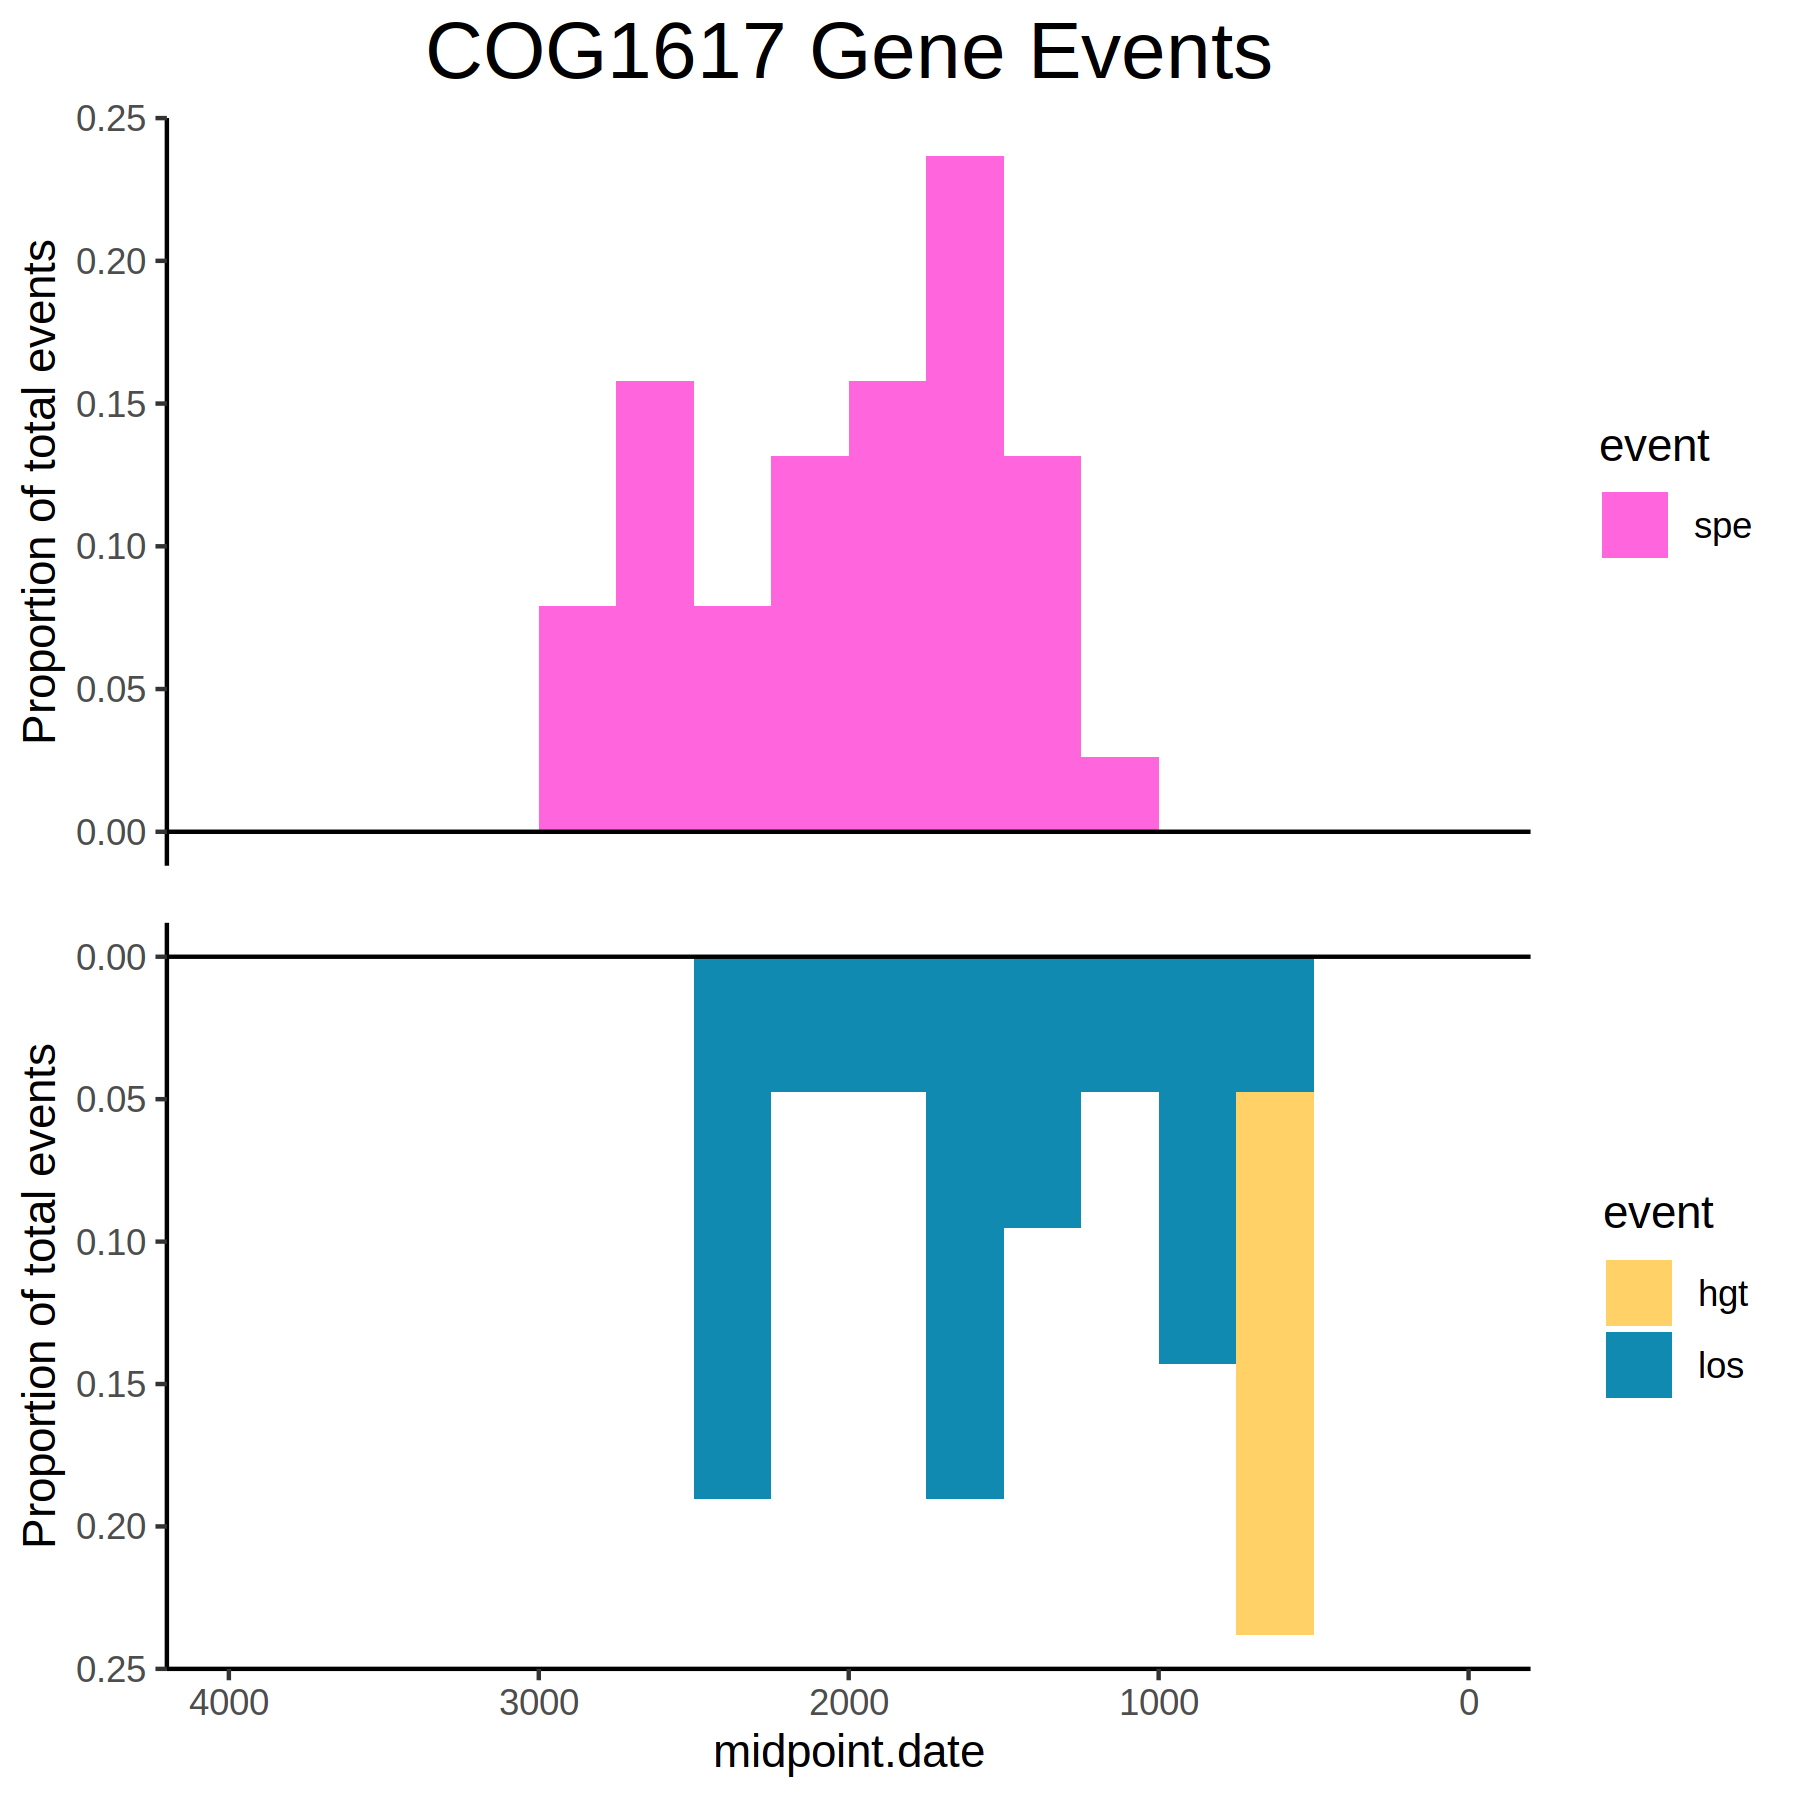 COG1617 Gene Events
0.25
0.20
0.15
0.10
0.05
0.00
Proportion of total events
event
spe
0.00
0.05
0.10
0.15
0.20
0.25
Proportion of total events
event
hgt
los
4000 3000 2000 1000 0
midpoint.date